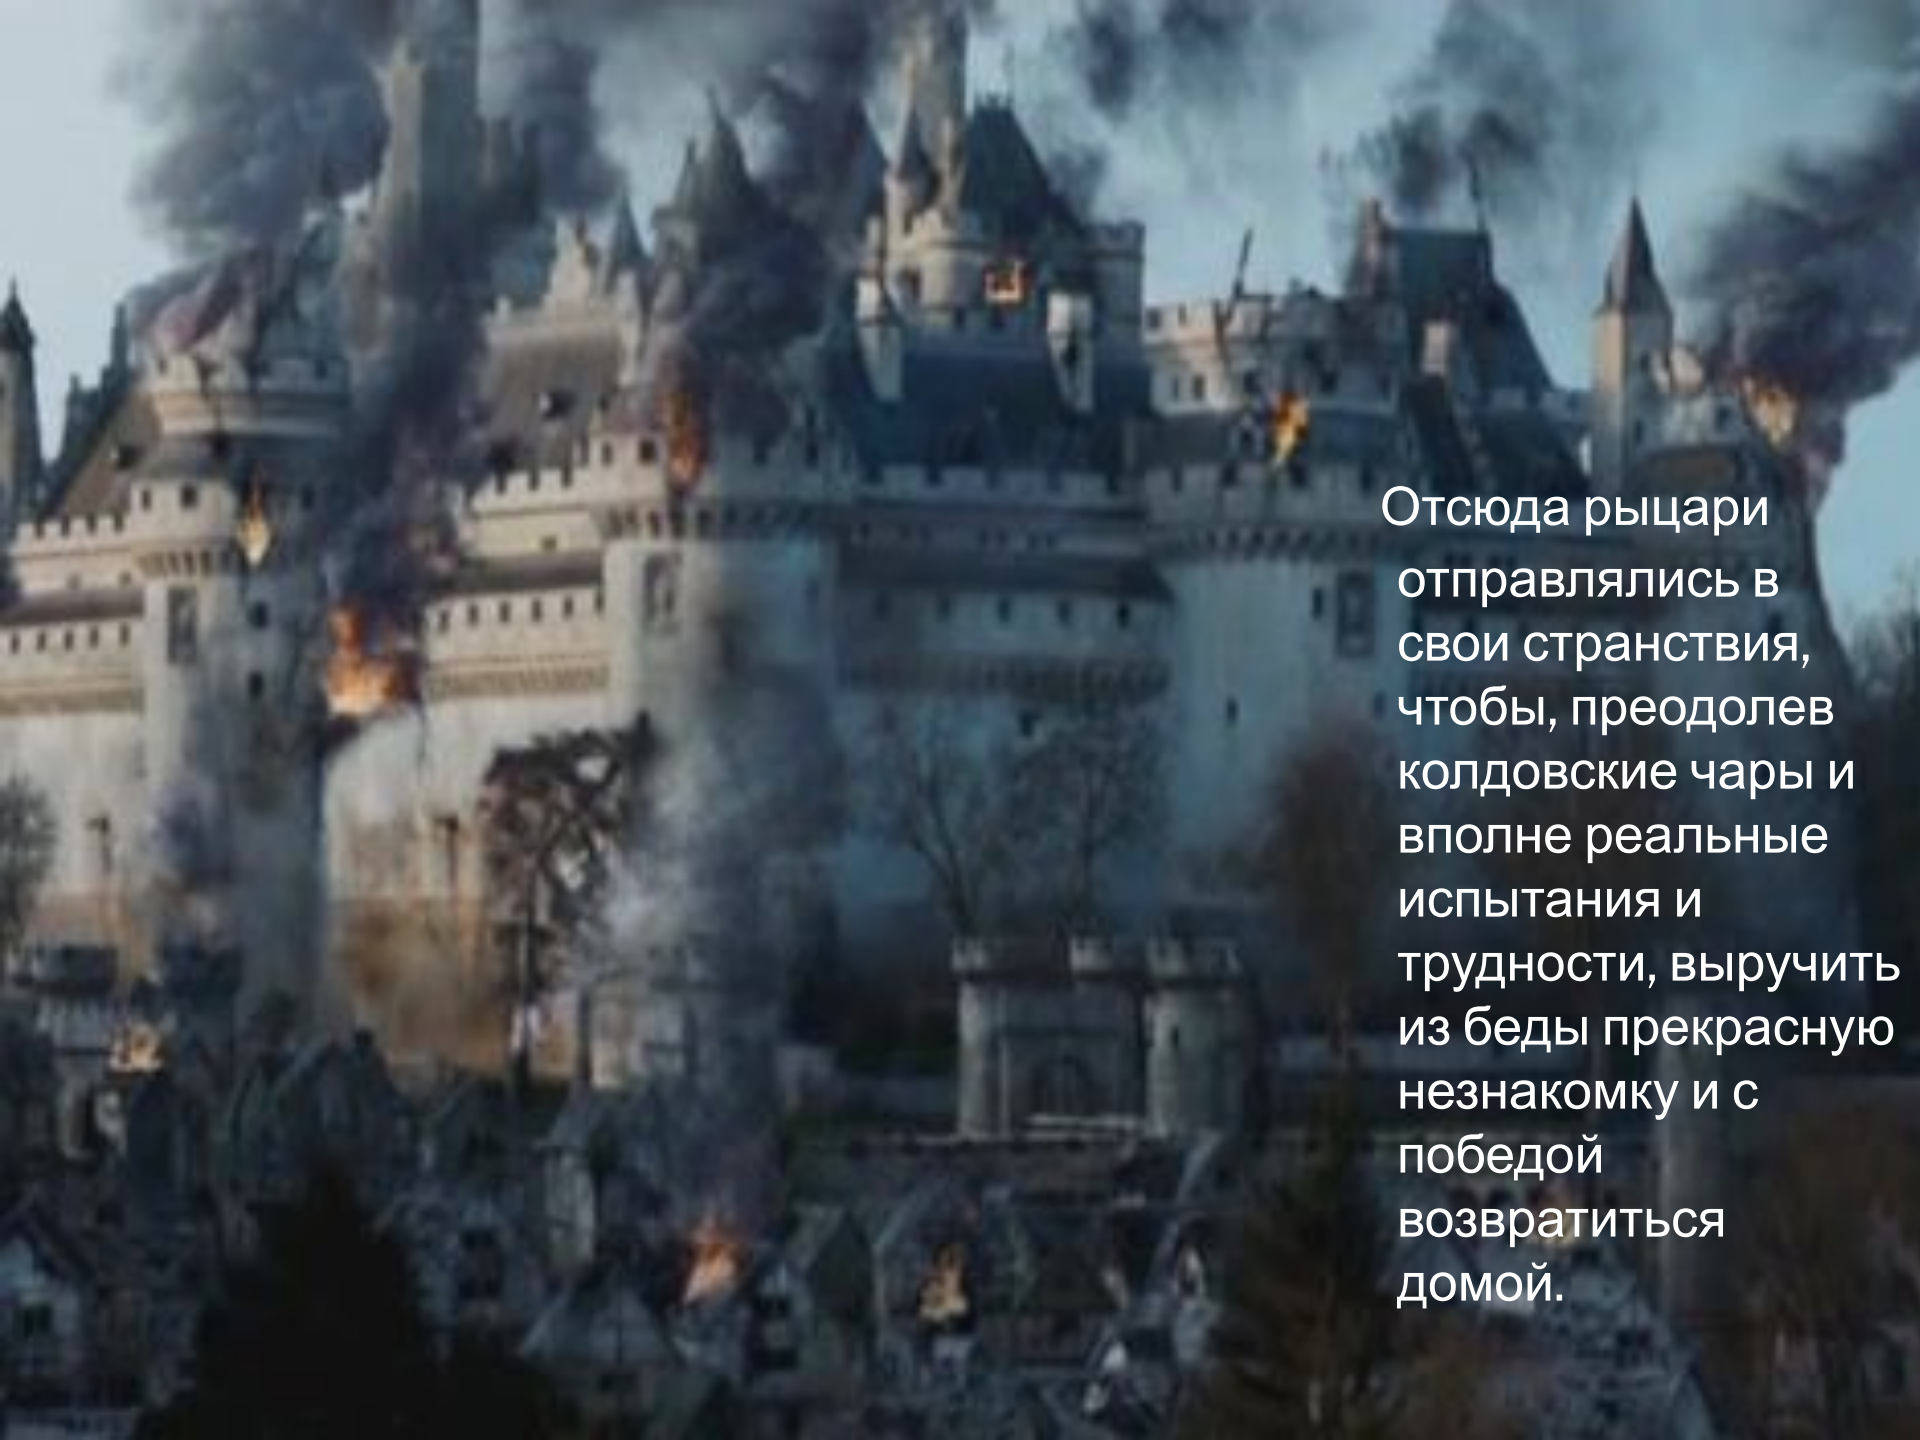 Отсюда рыцари
отправлялись в
свои странствия,
чтобы, преодолев
колдовские чары и
вполне реальные
испытания и
трудности, выручить
из беды прекрасную
незнакомку и с
победой
возвратиться
домой.